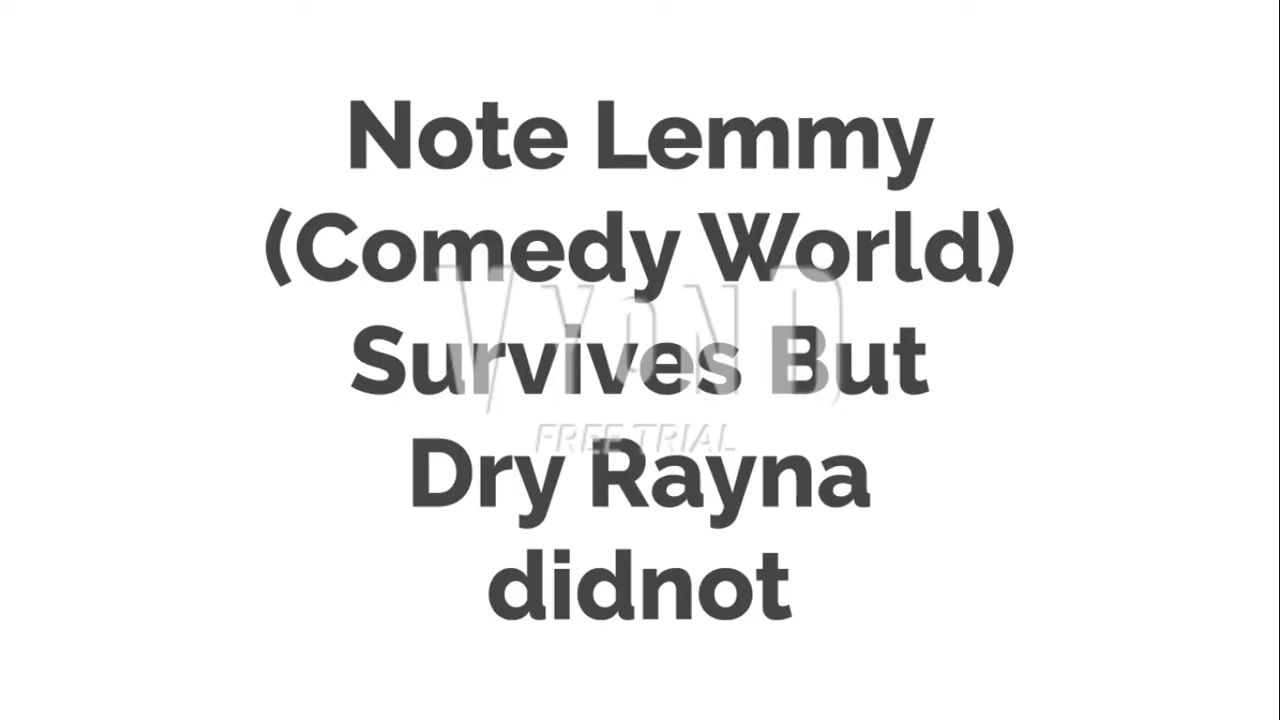 Note Lemmy
(Comedy World)
Survives But
Dry Rayna
didnot
VYOND
FREE TRIAL